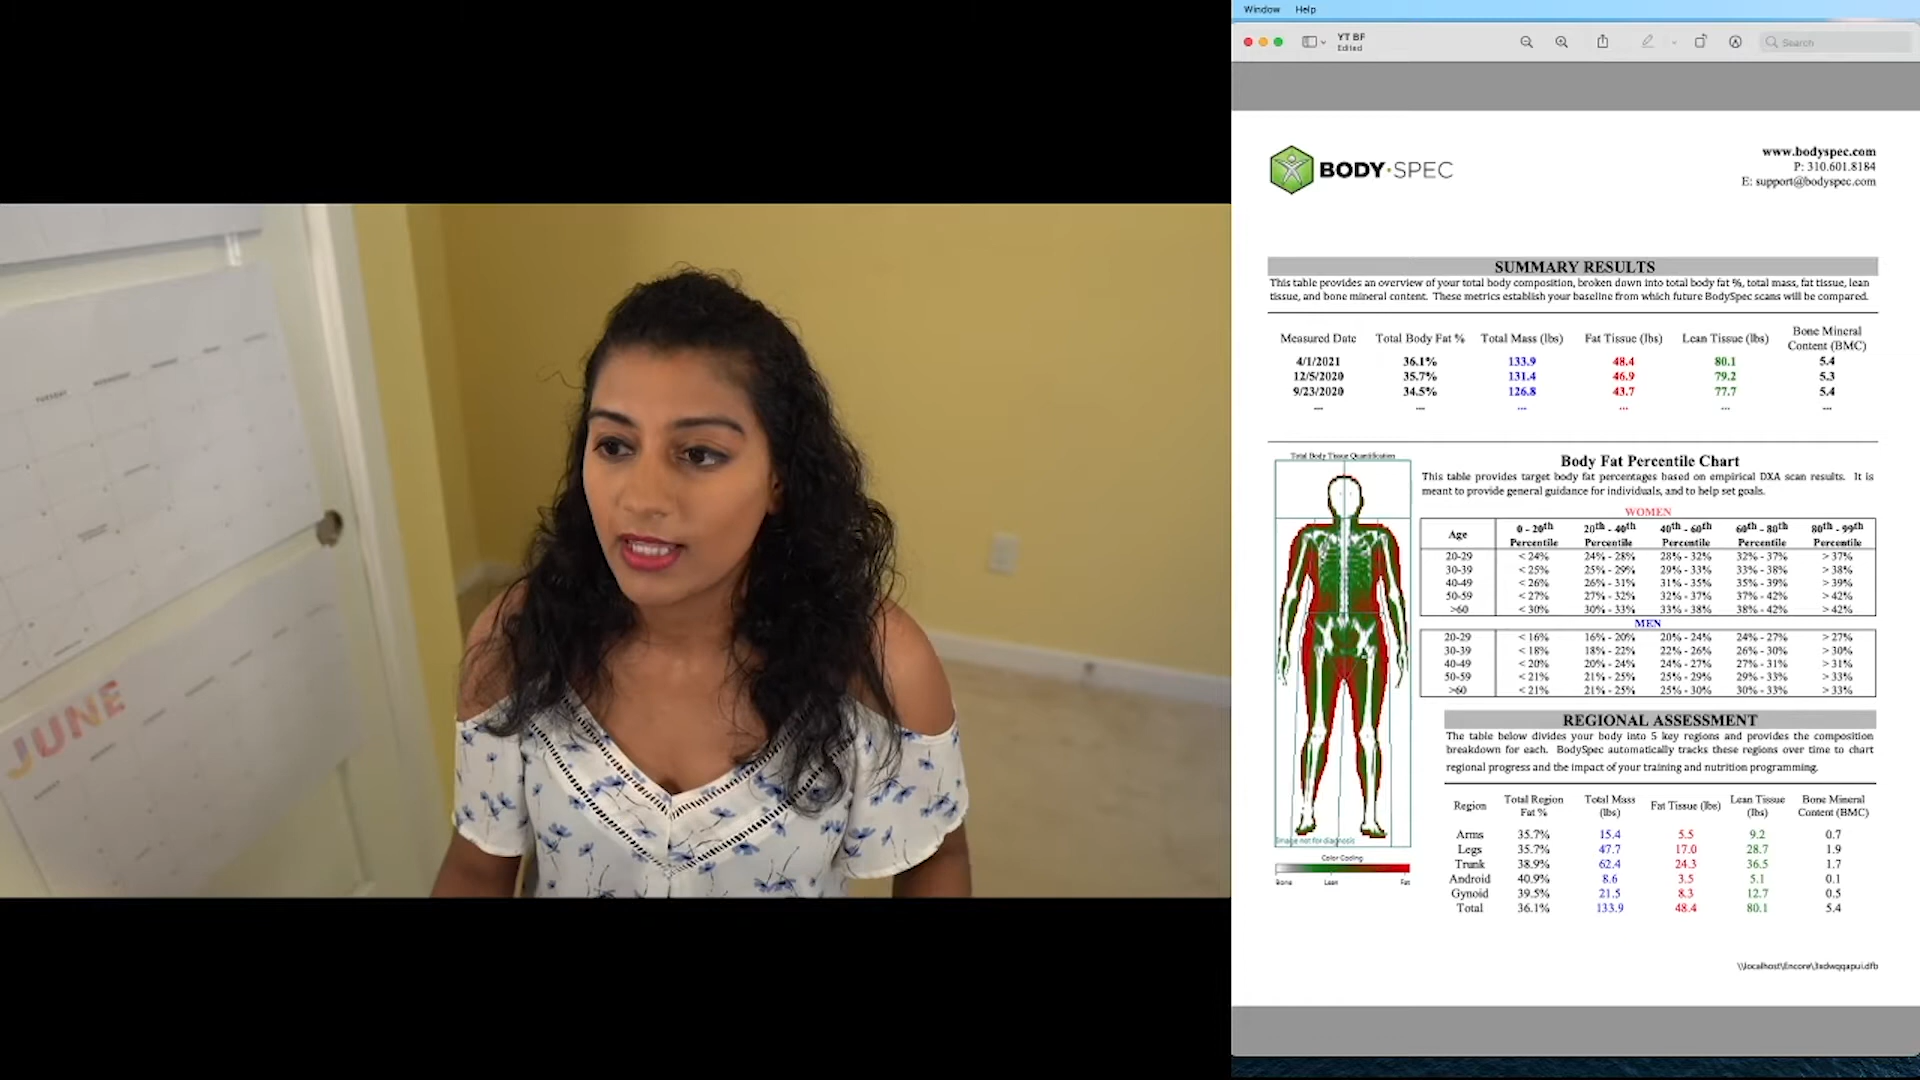 TUESDAY
JUNE
Window Help
YT BF
Edited
Search
BODY·SPEC
www.bodyspec.com
P: 310.601.8184
E: support@bodyspec.com
SUMMARY RESULTS
This table provides an overview of your total body composition, broken down into total body fat %, total mass, fat tissue, lean
tissue, and bone mineral content. These metrics establish your baseline from which future BodySpec scans will be compared.
Measured Date Total Body Fat % Total Mass (lbs) Fat Tissue (lbs) Lean Tissue (lbs) Bone Mineral
Content (BMC)
4/1/2021 36.1% 133.9 48.4 80.1 5.4
12/5/2020 35.7% 131.4 46.9 79.2 5.3
9/23/2020 34.5% 126.8 43.7 77.7 5.4
... ... ... ... ... ...
Total Body Tissue Quantification
Image not for diagnosis
Color Coding
Bone Lean Fat
Body Fat Percentile Chart
This table provides target body fat percentages based on empirical DXA scan results. It is
meant to provide general guidance for individuals, and to help set goals.
WOMEN
Age 0 - 20th 20th - 40th 40th - 60th 60th - 80th 80th - 99th
Percentile Percentile Percentile Percentile Percentile
20-29 < 24% 24% - 28% 28% - 32% 32% - 37% > 37%
30-39 < 25% 25% - 29% 29% - 33% 33% - 38% > 38%
40-49 < 26% 26% - 31% 31% - 35% 35% - 39% > 39%
50-59 < 27% 27% - 32% 32% - 37% 37% - 42% > 42%
>60 < 30% 30% - 33% 33% - 38% 38% - 42% > 42%
MEN
20-29 < 16% 16% - 20% 20% - 24% 24% - 27% > 27%
30-39 < 18% 18% - 22% 22% - 26% 26% - 30% > 30%
40-49 < 20% 20% - 24% 24% - 27% 27% - 31% > 31%
50-59 < 21% 21% - 25% 25% - 29% 29% - 33% > 33%
>60 < 21% 21% - 25% 25% - 30% 30% - 33% > 33%
REGIONAL ASSESSMENT
The table below divides your body into 5 key regions and provides the composition
breakdown for each. BodySpec automatically tracks these regions over time to chart
regional progress and the impact of your training and nutrition programming.
Region Total Region Total Mass Fat Tissue (lbs) Lean Tissue Bone Mineral
Fat % (lbs) (lbs) Content (BMC)
Arms 35.7% 15.4 5.5 9.2 0.7
Legs 35.7% 47.7 17.0 28.7 1.9
Trunk 38.9% 62.4 24.3 36.5 1.7
Android 40.9% 8.6 3.5 5.1 0.1
Gynoid 39.5% 21.5 8.3 12.7 0.5
Total 36.1% 133.9 48.4 80.1 5.4